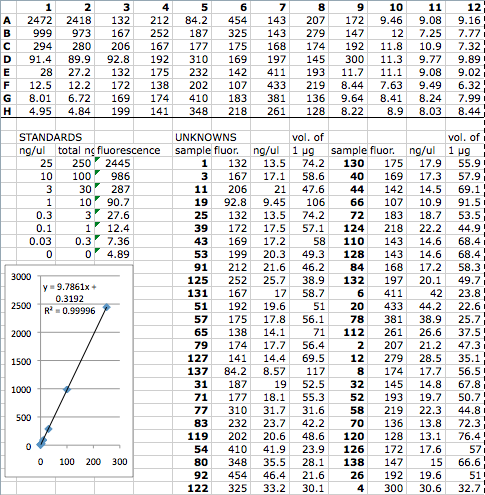 1 2 3 4 5 6 7 8 9 10 11 12
A 2472 2418 132 212 84.2 454 143 207 172 9.46 9.08 9.16
B 999 973 167 252 187 325 143 279 147 12 7.25 7.77
C 294 280 206 167 177 175 168 174 192 11.8 10.9 7.32
D 91.4 89.9 92.8 192 310 169 197 145 300 11.3 9.77 9.89
E 28 27.2 132 175 232 142 411 193 11.7 11.1 9.08 9.02
F 12.5 12.2 172 138 202 107 433 219 8.44 7.63 9.49 6.32
G 8.01 6.72 169 174 410 183 381 136 9.64 8.41 8.24 7.99
H 4.95 4.84 199 141 348 218 261 128 8.22 8.9 8.03 8.44
STANDARDS UNKNOWNS vol. of vol. of
ng/ul total ng fluorescence sample fluor. ng/ul 1 µg sample fluor. ng/ul 1 µg
25 250 2445 1 132 13.5 74.2 130 175 17.9 55.9
10 100 986 3 167 17.1 58.6 40 169 17.3 57.9
3 30 287 11 206 21 47.6 44 142 14.5 69.1
1 10 90.7 19 92.8 9.45 106 66 107 10.9 91.5
0.3 3 27.6 25 132 13.5 74.2 72 183 18.7 53.5
0.1 1 12.4 39 172 17.5 57.1 124 218 22.2 44.9
0.03 0.3 7.36 43 169 17.2 58 110 143 14.6 68.4
0 0 4.89 53 199 20.3 49.3 128 143 14.6 68.4
91 212 21.6 46.2 84 168 17.2 58.3
125 252 25.7 38.9 132 197 20.1 49.7
131 167 17 58.7 6 411 42 23.8
51 192 19.6 51 20 433 44.2 22.6
57 175 17.8 56.1 78 381 38.9 25.7
65 138 14.1 71 112 261 26.6 37.5
79 174 17.7 56.4 2 207 21.2 47.3
127 141 14.4 69.5 12 279 28.5 35.1
137 84.2 8.57 117 8 174 17.7 56.5
31 187 19 52.5 32 145 14.8 67.8
71 177 18.1 55.3 52 193 19.7 50.7
77 310 31.7 31.6 58 219 22.3 44.8
83 232 23.7 42.2 70 136 13.8 72.3
119 202 20.6 48.6 120 128 13.1 76.4
54 410 41.9 23.9 126 172 17.6 57
80 348 35.5 28.1 138 147 15 66.6
92 454 46.4 21.6 26 192 19.6 51
122 325 33.2 30.1 4 300 30.6 32.7
3000
2500
2000
1500
1000
500
0
y = 9.7861x +
0.3192
R² = 0.99996
0 100 200 300